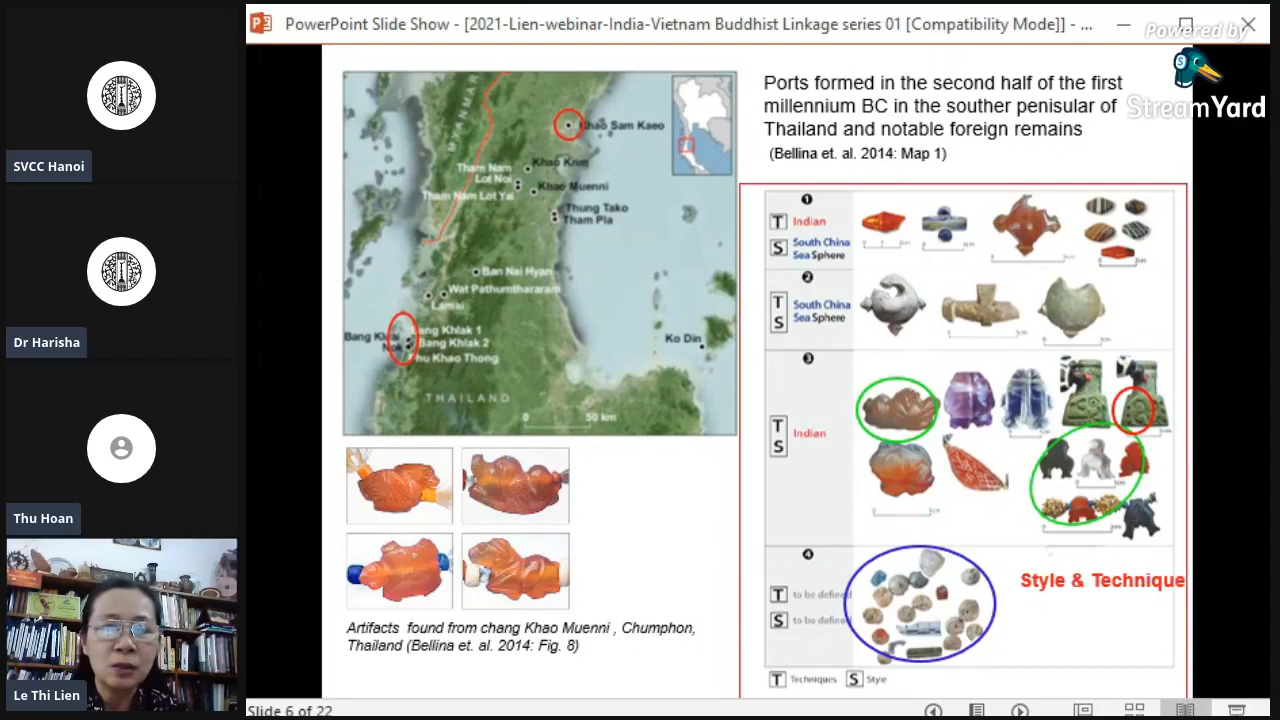 PowerPoint Slide Show - [2021-Lien-webinar-India-Vietnam Buddhist Linkage series 01 [Compatibility Mode]] - ...
Powered by
StreamYard
SVCC Hanoi
Dr Harisha
Thu Hoan
Le Thi Lien
Ports formed in the second half of the first
millennium BC in the souther penisular of
Thailand and notable foreign remains
(Bellina et. al. 2014: Map 1)
MYANMAR
Khao Sam Kaeo
Khao Krim
Tham Nam
Lot Noi
Khao Muenni
Tham Nam Lot Yai
Thung Tako
Tham Pla
Ban Nai Hyan
Wat Pathumthararam
Lamai
Bang Khlak 1
Bang Khlak 2
Phu Khao Thong
Ko Din
THAILAND
0 50 km
1
T Indian
S South China
Sea Sphere
2
T South China
S Sea Sphere
3
T Indian
S
4
T to be defined
S to be defined
Style & Technique
T Techniques S Style
Artifacts found from chang Khao Muenni , Chumphon,
Thailand (Bellina et. al. 2014: Fig. 8)
Slide 6 of 22